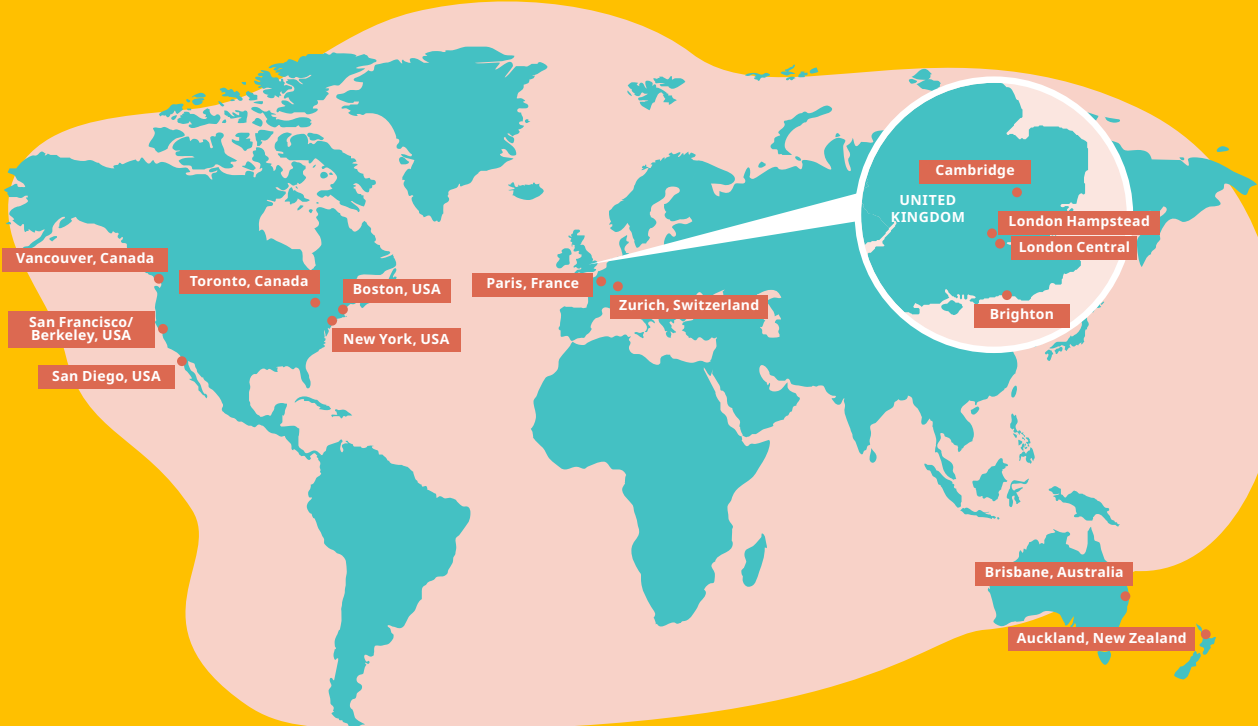 Cambridge
UNITED
KINGDOM
London Hampstead
London Central
Vancouver, Canada
Toronto, Canada
Boston, USA
Paris, France
Zurich, Switzerland
Brighton
San Francisco/
Berkeley, USA
New York, USA
San Diego, USA
Brisbane, Australia
Auckland, New Zealand